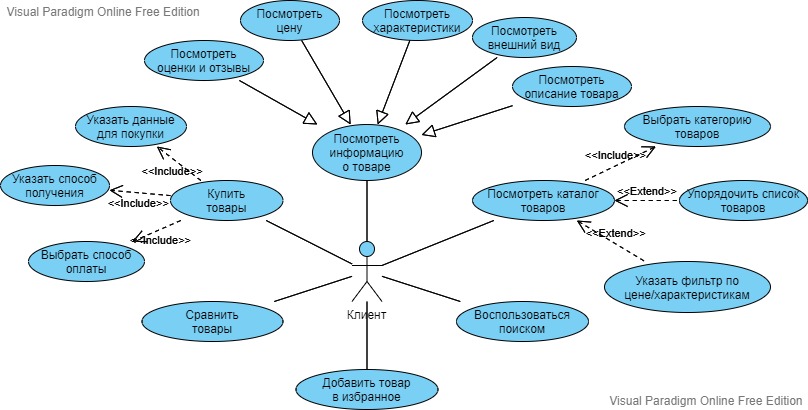 Visual Paradigm Online Free Edition
Посмотреть
цену
Посмотреть
характеристики
Посмотреть
внешний вид
Посмотреть
оценки и отзывы
Посмотреть
описание товара
Указать данные
для покупки
Посмотреть
информацию
о товаре
Выбрать категорию
товаров
<<Include>>
<<Include>>
Указать способ
получения
<<Include>>
Купить
товары
Посмотреть каталог
товаров
<<Extend>>
Упорядочить список
товаров
<<Include>>
<<Extend>>
Выбрать способ
оплаты
Указать фильтр по
цене/характеристикам
Клиент
Сравнить
товары
Воспользоваться
поиском
Добавить товар
в избранное
Visual Paradigm Online Free Edition